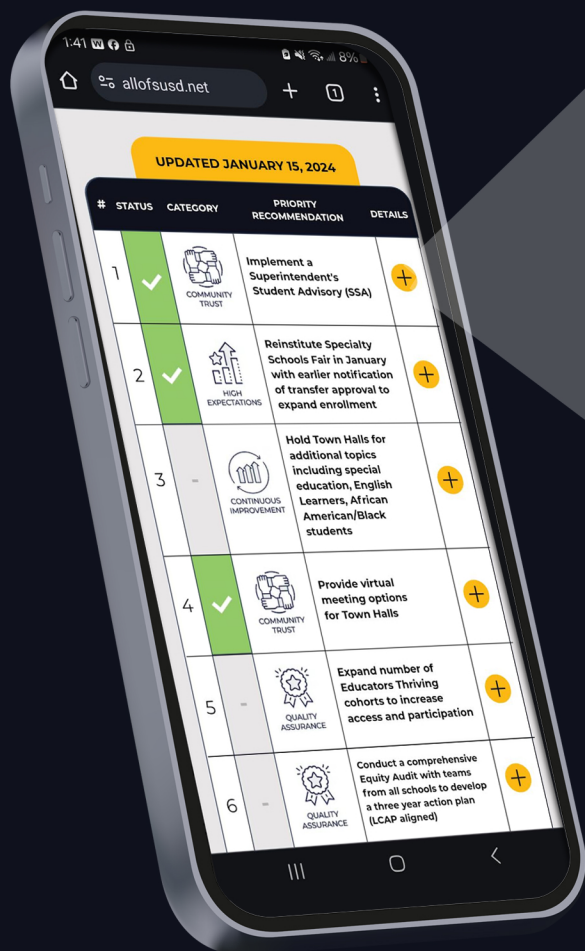 1:41
8%
allofsusd.net
1
UPDATED JANUARY 15, 2024
# STATUS CATEGORY PRIORITY RECOMMENDATION DETAILS
1
COMMUNITY
TRUST
Implement a
Superintendent's
Student Advisory (SSA)
+
2
HIGH
EXPECTATIONS
Reinstitute Specialty
Schools Fair in January
with earlier notification
of transfer approval to
expand enrollment
+
3
-
CONTINUOUS
IMPROVEMENT
Hold Town Halls for
additional topics
including special
education, English
Learners, African
American/Black
students
+
4
COMMUNITY
TRUST
Provide virtual
meeting options
for Town Halls
+
5
-
QUALITY
ASSURANCE
Expand number of
Educators Thriving
cohorts to increase
access and participation
+
6
-
QUALITY
ASSURANCE
Conduct a comprehensive
Equity Audit with teams
from all schools to develop
a three year action plan
(LCAP aligned)
+